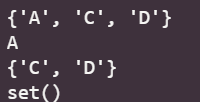 {'A', 'C', 'D'}
A
{'C', 'D'}
set()